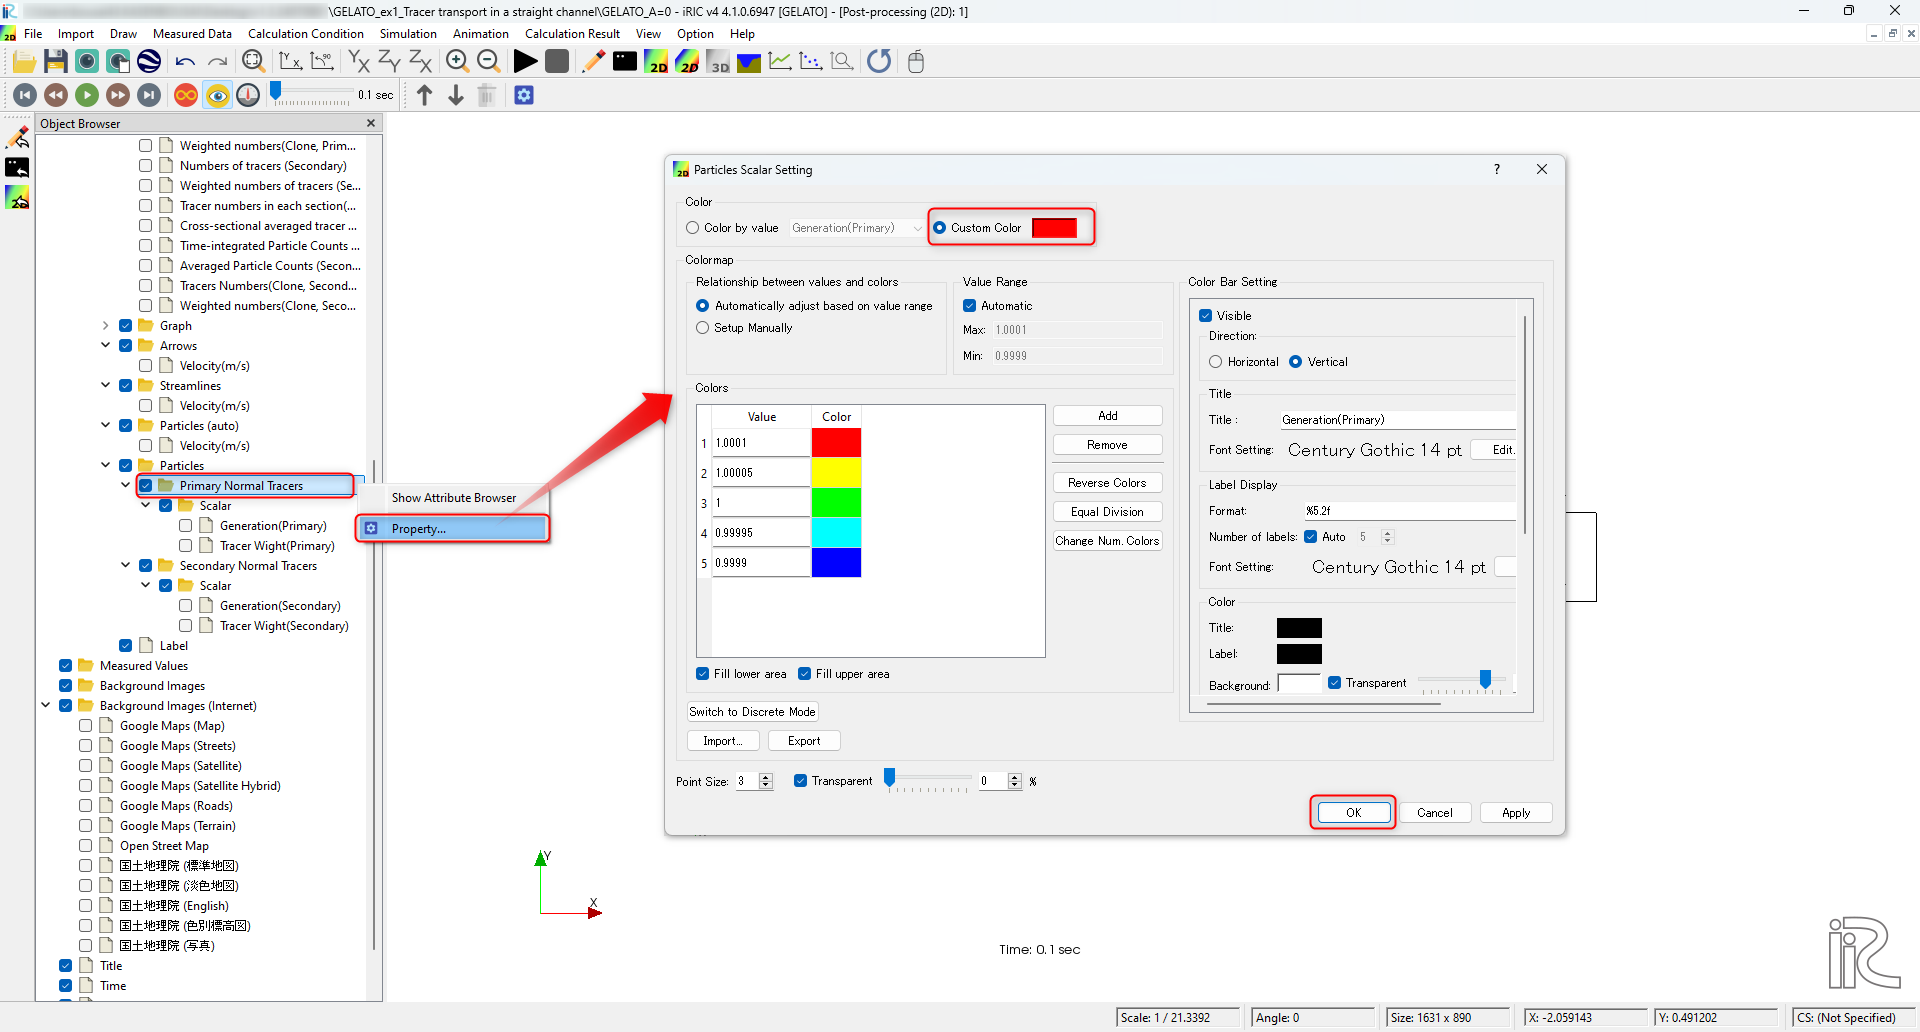 \GELATO_ex1_Tracer transport in a straight channel\GELATO_A=0 - iRIC v4 4.1.0.6947 [GELATO] - [Post-processing (2D): 1]
File Import Draw Measured Data Calculation Condition Simulation Animation Calculation Result View Option Help
2D 2D 3D
0.1 sec
Object Browser
Weighted numbers(Clone, Prim...
Numbers of tracers (Secondary)
Weighted numbers of tracers (Se...
Tracer numbers in each section(...
Cross-sectional averaged tracer ...
Time-integrated Particle Counts ...
Averaged Particle Counts (Secon...
Tracers Numbers(Clone, Second...
Weighted numbers(Clone, Seco...
Graph
Arrows
Velocity(m/s)
Streamlines
Velocity(m/s)
Particles (auto)
Velocity(m/s)
Particles
Primary Normal Tracers
Scalar
Generation(Primary)
Tracer Wight(Primary)
Secondary Normal Tracers
Scalar
Generation(Secondary)
Tracer Wight(Secondary)
Label
Measured Values
Background Images
Background Images (Internet)
Google Maps (Map)
Google Maps (Streets)
Google Maps (Satellite)
Google Maps (Satellite Hybrid)
Google Maps (Roads)
Google Maps (Terrain)
Open Street Map
国土地理院 (標準地図)
国土地理院 (淡色地図)
国土地理院 (English)
国土地理院 (色別標高図)
国土地理院 (写真)
Title
Time
Show Attribute Browser
Property...
Particles Scalar Setting
Color
Color by value Generation(Primary) Custom Color
Colormap
Relationship between values and colors
Automatically adjust based on value range
Setup Manually
Value Range
Automatic
Max: 1.0001
Min: 0.9999
Colors
Value Color
1 1.0001
2 1.00005
3 1
4 0.99995
5 0.9999
Add
Remove
Reverse Colors
Equal Division
Change Num. Colors
Fill lower area Fill upper area
Switch to Discrete Mode
Import... Export
Color Bar Setting
Visible
Direction:
Horizontal Vertical
Title
Title : Generation(Primary)
Font Setting: Century Gothic 14 pt Edit.
Label Display
Format: %5.2f
Number of labels: Auto 5
Font Setting: Century Gothic 14 pt
Color
Title:
Label:
Background: Transparent
Point Size: 3 Transparent 0 %
OK Cancel Apply
Y
X
Time: 0.1 sec
iRIC
Scale: 1 / 21.3392 Angle: 0 Size: 1631 x 890 X: -2.059143 Y: 0.491202 CS: (Not Specified)